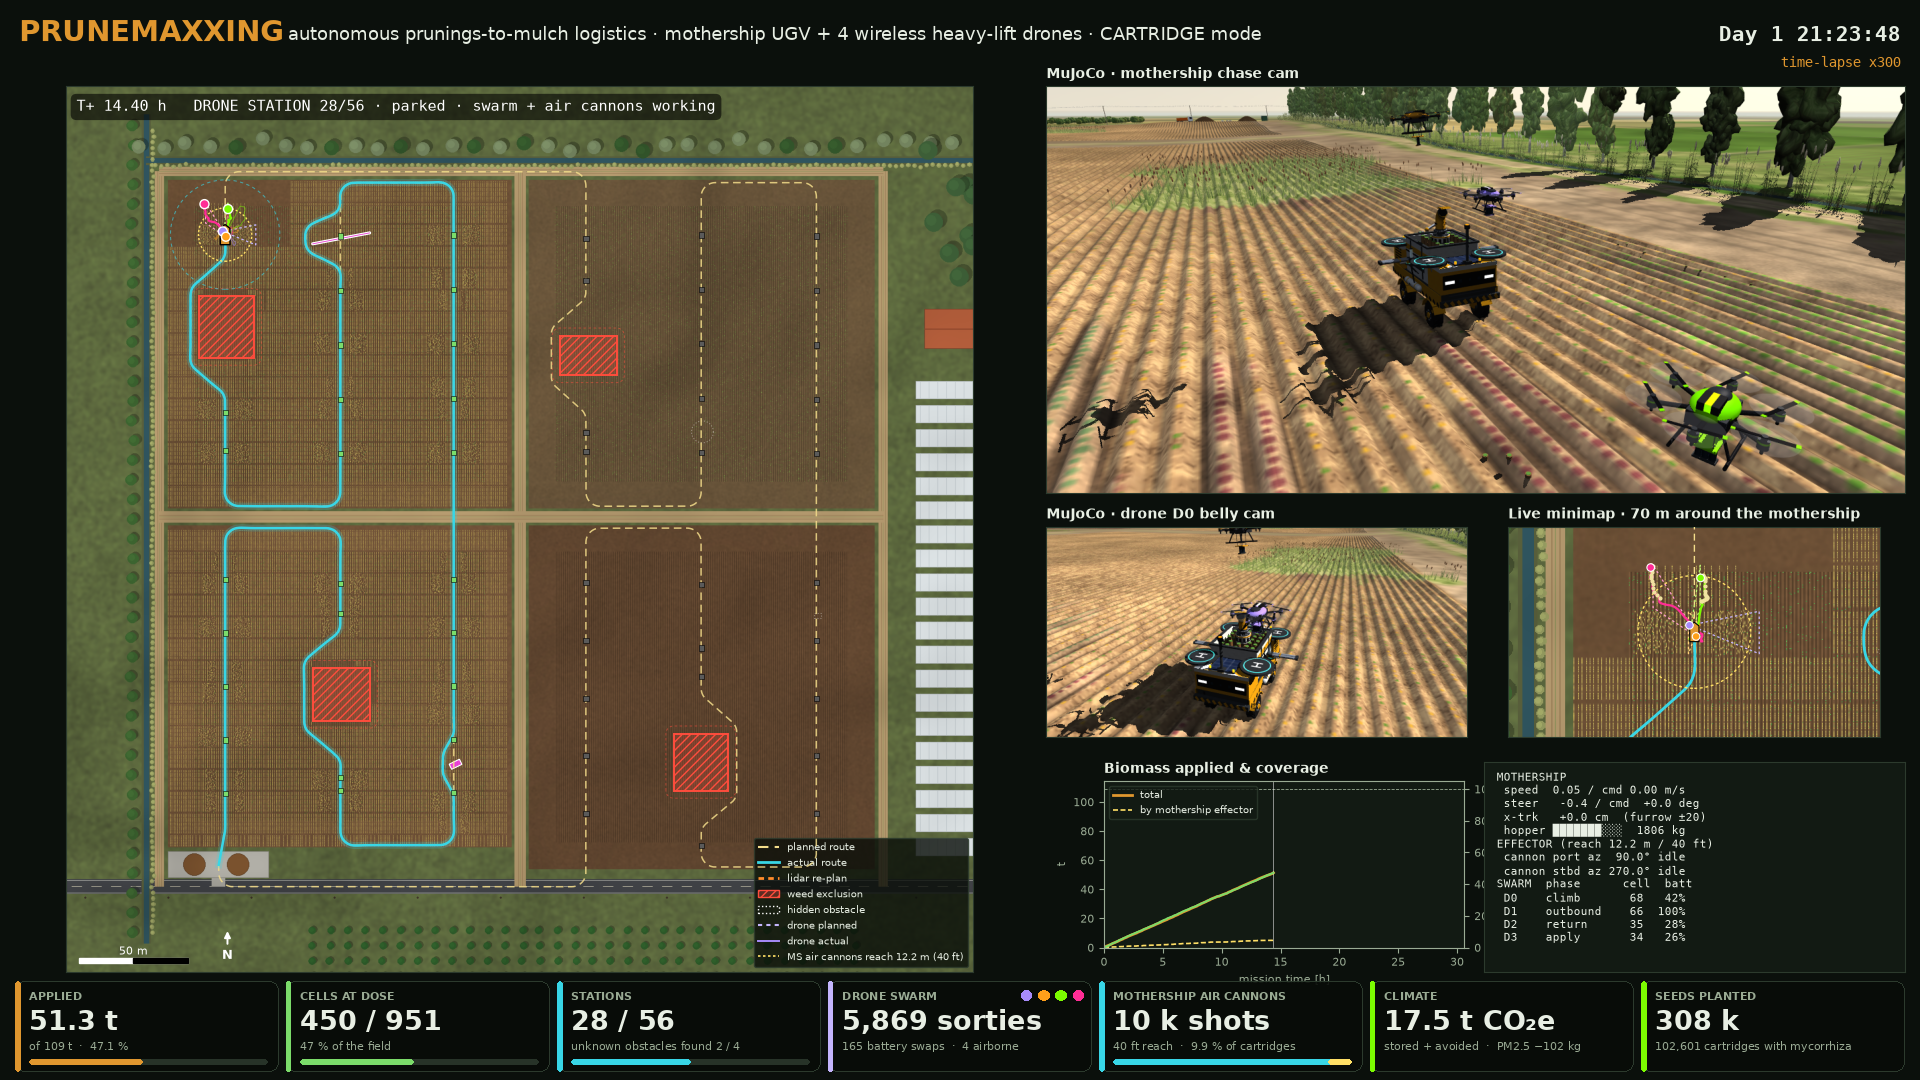 PRUNEMAXXING autonomous prunings-to-mulch logistics · mothership UGV + 4 wireless heavy-lift drones · CARTRIDGE mode
Day 1 21:23:48
time-lapse x300
T+ 14.40 h DRONE STATION 28/56 · parked · swarm + air cannons working
planned route
actual route
lidar re-plan
weed exclusion
hidden obstacle
drone planned
drone actual
MS air cannons reach 12.2 m (40 ft)
50 m
N
MuJoCo · mothership chase cam
MuJoCo · drone D0 belly cam
H
H
H
Live minimap · 70 m around the mothership
Biomass applied & coverage
total
by mothership effector
100
80
60
40
20
0
t
0 5 10 15 20 25 30
mission time [h]
10
80
60
40
20
0
MOTHERSHIP
speed 0.05 / cmd 0.00 m/s
steer -0.4 / cmd +0.0 deg
x-trk +0.0 cm (furrow ±20)
hopper ███████░░░ 1806 kg
EFFECTOR (reach 12.2 m / 40 ft)
cannon port az 90.0° idle
cannon stbd az 270.0° idle
SWARM phase cell batt
D0 climb 68 42%
D1 outbound 66 100%
D2 return 35 28%
D3 apply 34 26%
APPLIED
51.3 t
of 109 t · 47.1 %
CELLS AT DOSE
450 / 951
47 % of the field
STATIONS
28 / 56
unknown obstacles found 2 / 4
DRONE SWARM
5,869 sorties
165 battery swaps · 4 airborne
MOTHERSHIP AIR CANNONS
10 k shots
40 ft reach · 9.9 % of cartridges
CLIMATE
17.5 t CO₂e
stored + avoided · PM2.5 −102 kg
SEEDS PLANTED
308 k
102,601 cartridges with mycorrhiza